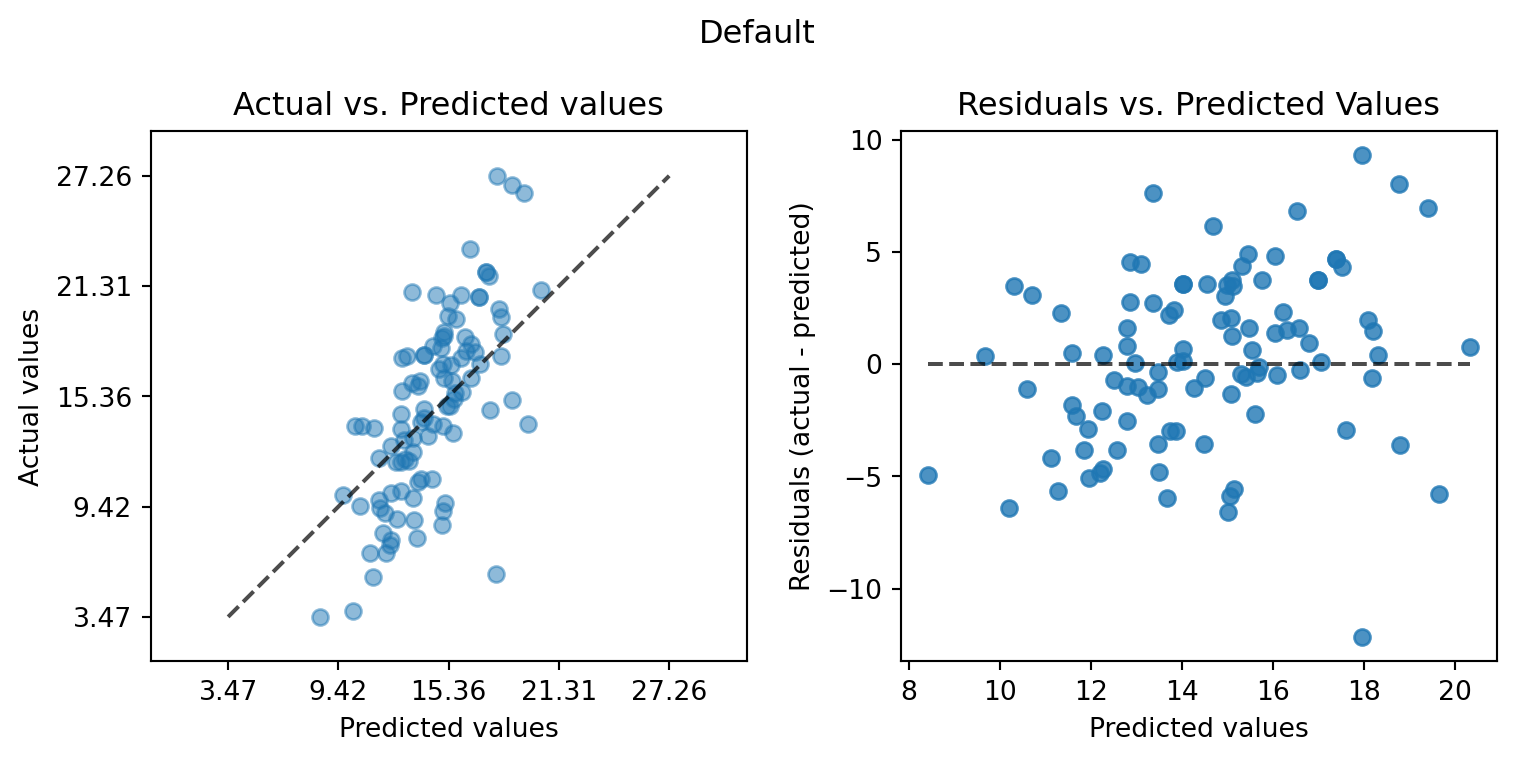 Default
Actual vs. Predicted values
27.26
21.31
15.36
9.42
3.47
Actual values
3.47 9.42 15.36 21.31 27.26
Predicted values
Residuals vs. Predicted Values
10
5
0
−5
−10
Residuals (actual - predicted)
8 10 12 14 16 18 20
Predicted values